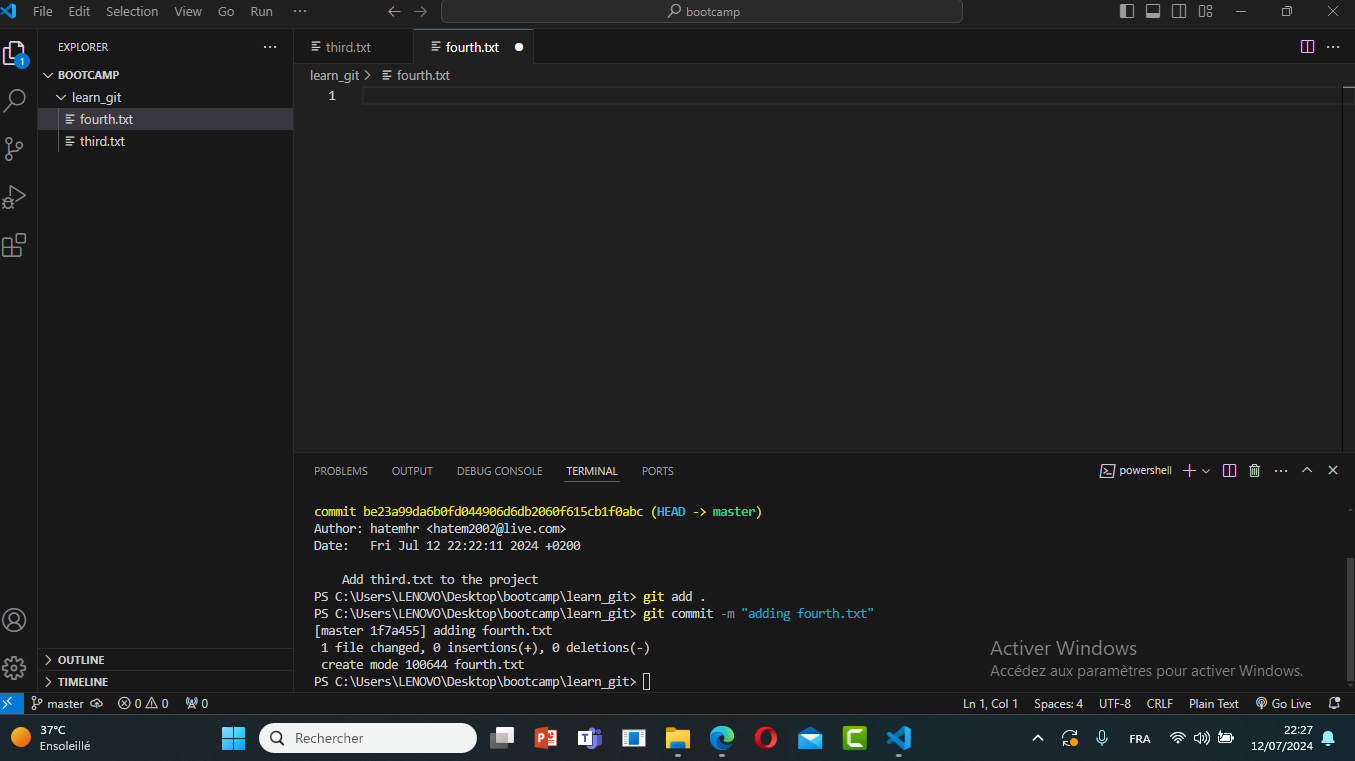 File Edit Selection View Go Run ··· bootcamp
EXPLORER ···
1
BOOTCAMP
learn_git
fourth.txt
third.txt
OUTLINE
TIMELINE
third.txt fourth.txt ···
learn_git > fourth.txt
1
PROBLEMS OUTPUT DEBUG CONSOLE TERMINAL PORTS powershell ···
commit be23a99da6b0fd044906d6db2060f615cb1f0abc (HEAD -> master)
Author: hatemhr <hatem2002@live.com>
Date:   Fri Jul 12 22:22:11 2024 +0200
    Add third.txt to the project
PS C:\Users\LENOVO\Desktop\bootcamp\learn_git> git add .
PS C:\Users\LENOVO\Desktop\bootcamp\learn_git> git commit -m "adding fourth.txt"
[master 1f7a455] adding fourth.txt
 1 file changed, 0 insertions(+), 0 deletions(-)
 create mode 100644 fourth.txt
PS C:\Users\LENOVO\Desktop\bootcamp\learn_git>
Activer Windows
Accédez aux paramètres pour activer Windows.
master 0 0 0 Ln 1, Col 1 Spaces: 4 UTF-8 CRLF Plain Text Go Live
37°C
Ensoleillé
Rechercher
FRA
22:27
12/07/2024